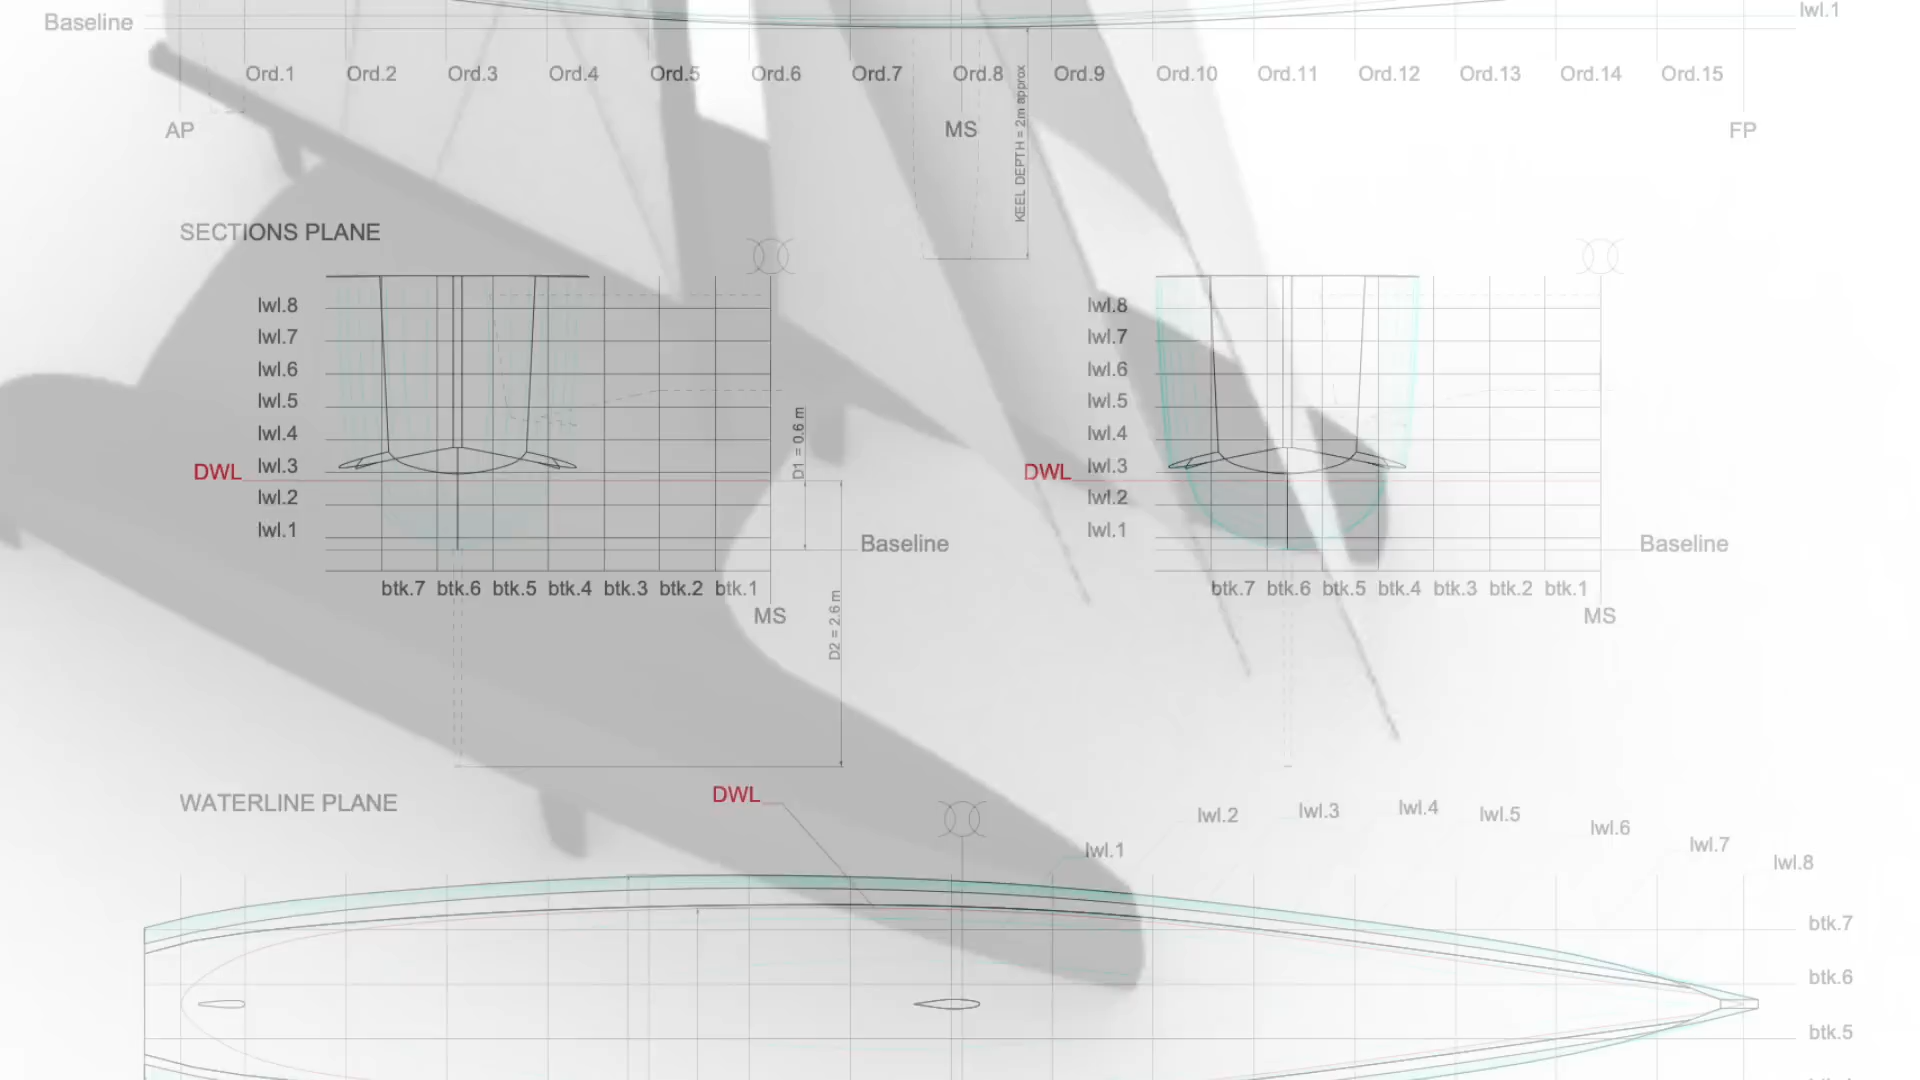 Baseline
lwl.1
Ord.1 Ord.2 Ord.3 Ord.4 Ord.5 Ord.6 Ord.7 Ord.8 Ord.9 Ord.10 Ord.11 Ord.12 Ord.13 Ord.14 Ord.15
AP MS FP
KEEL DEPTH = 2m approx
SECTIONS PLANE
lwl.8
lwl.7
lwl.6
lwl.5
lwl.4
DWL lwl.3
lwl.2
lwl.1
btk.7 btk.6 btk.5 btk.4 btk.3 btk.2 btk.1
MS
D1 = 0.6 m
D2 = 2.6 m
Baseline
lwl.8
lwl.7
lwl.6
lwl.5
lwl.4
DWL lwl.3
lwl.2
lwl.1
btk.7 btk.6 btk.5 btk.4 btk.3 btk.2 btk.1
MS
Baseline
WATERLINE PLANE
DWL
lwl.1
lwl.2
lwl.3
lwl.4
lwl.5
lwl.6
lwl.7
lwl.8
btk.7
btk.6
btk.5